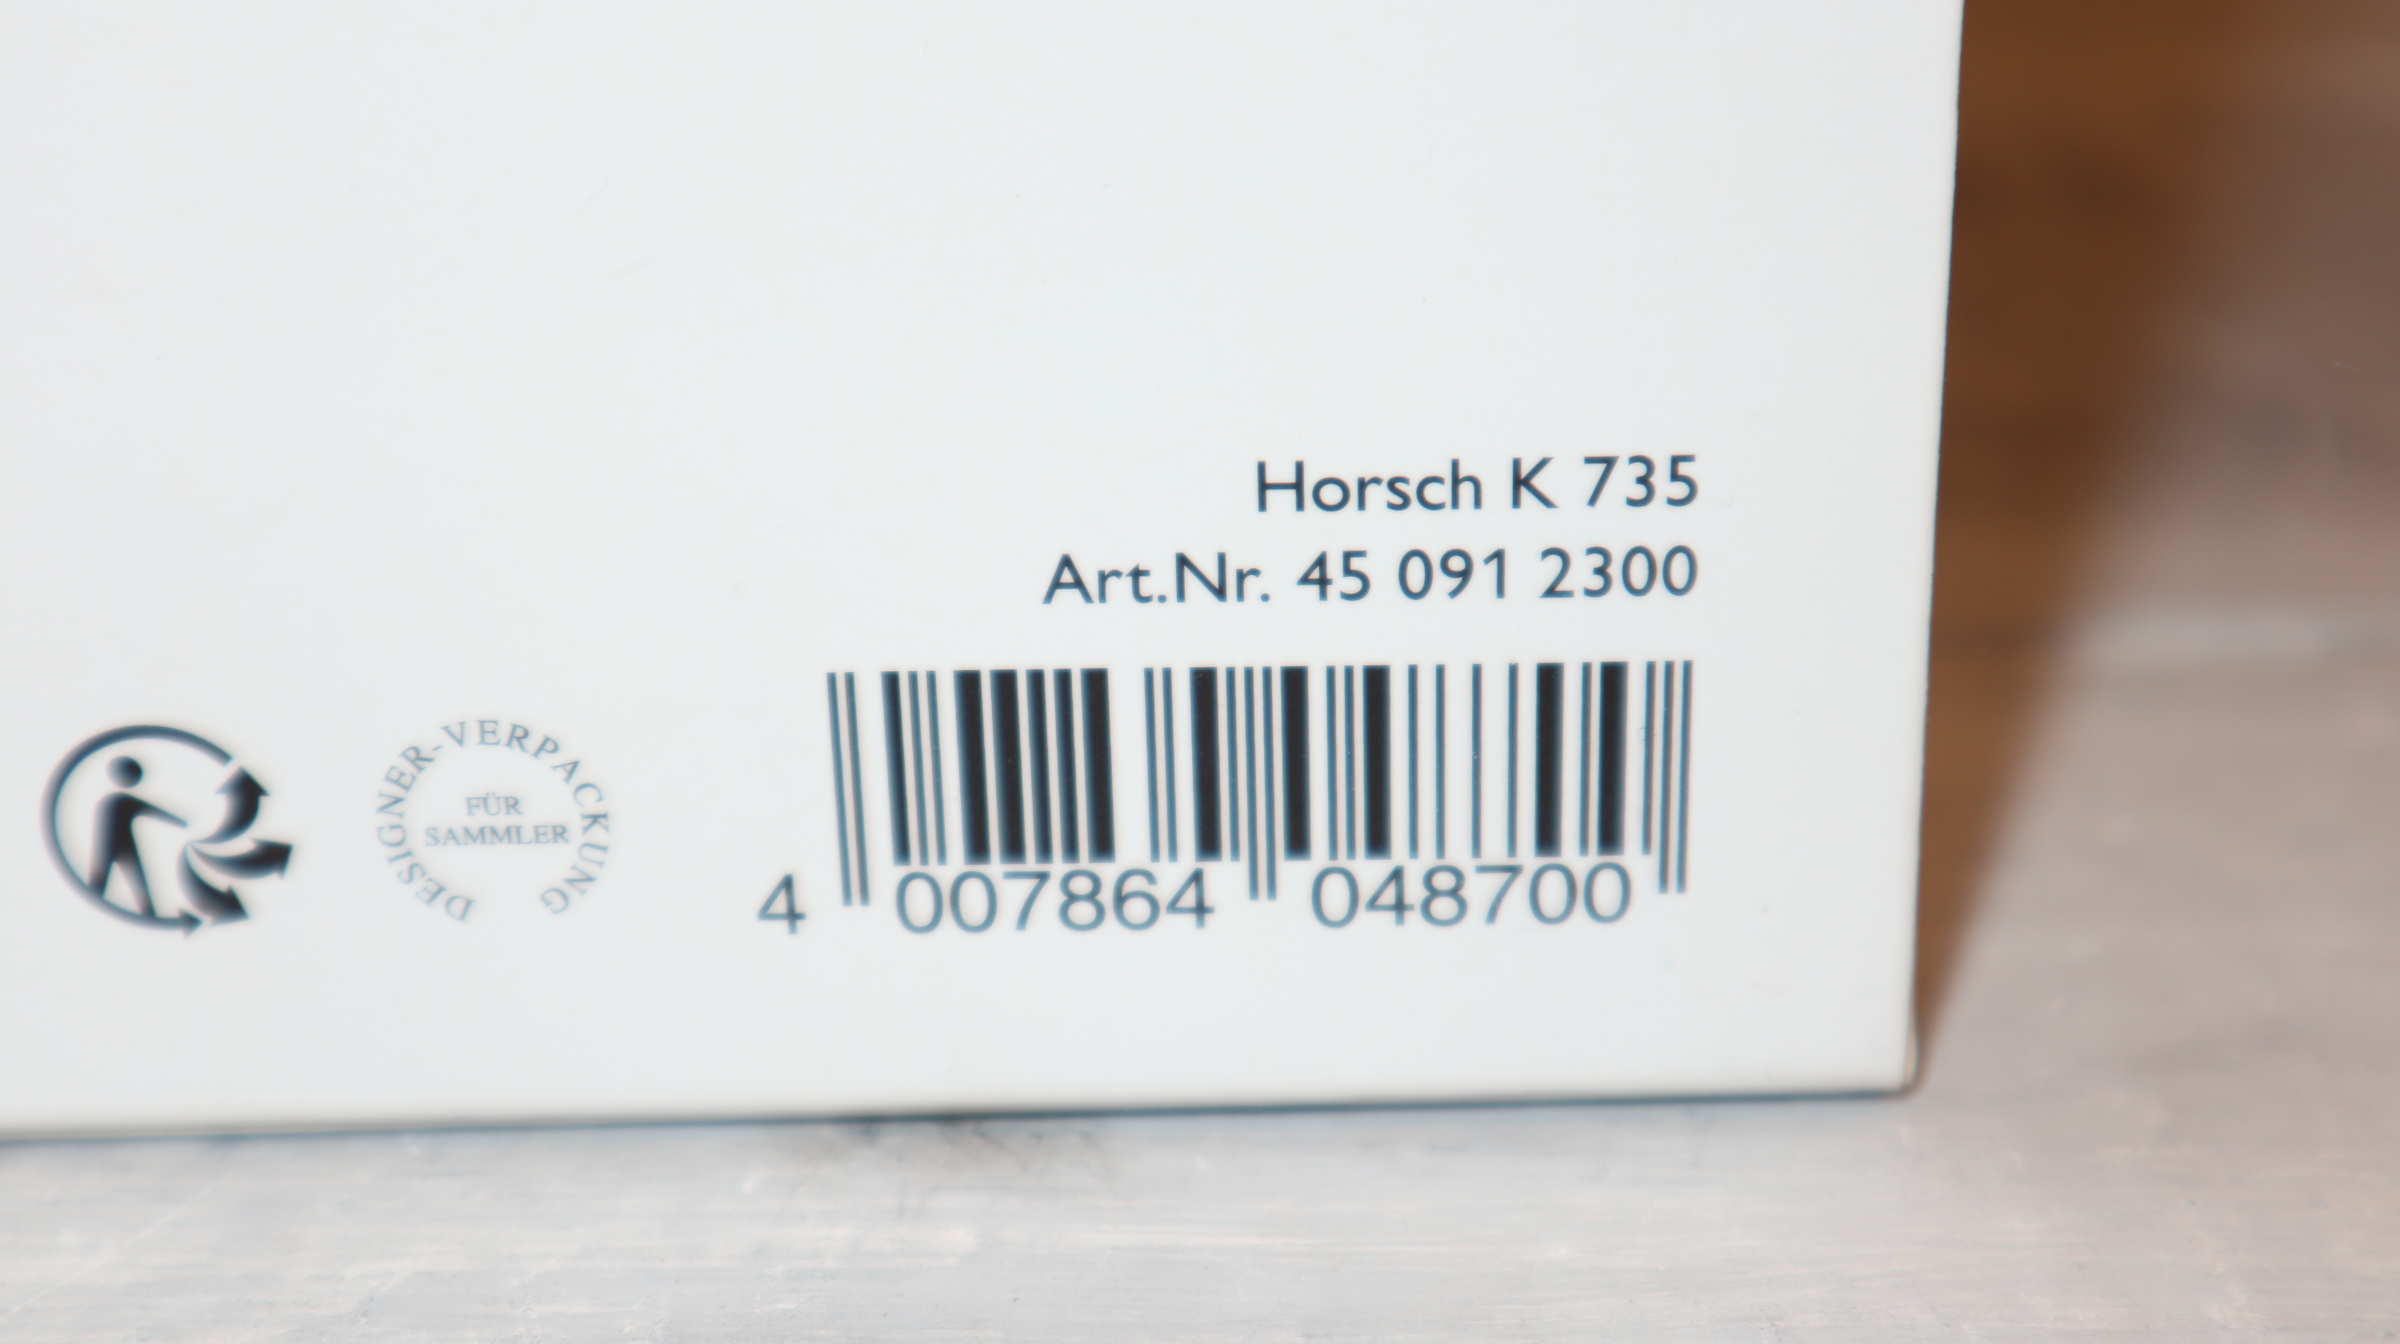 Horsch K 735
Art.Nr. 45 091 2300
DESIGNER-VERPACKUNG
FÜR
SAMMLER
4 007864 048700